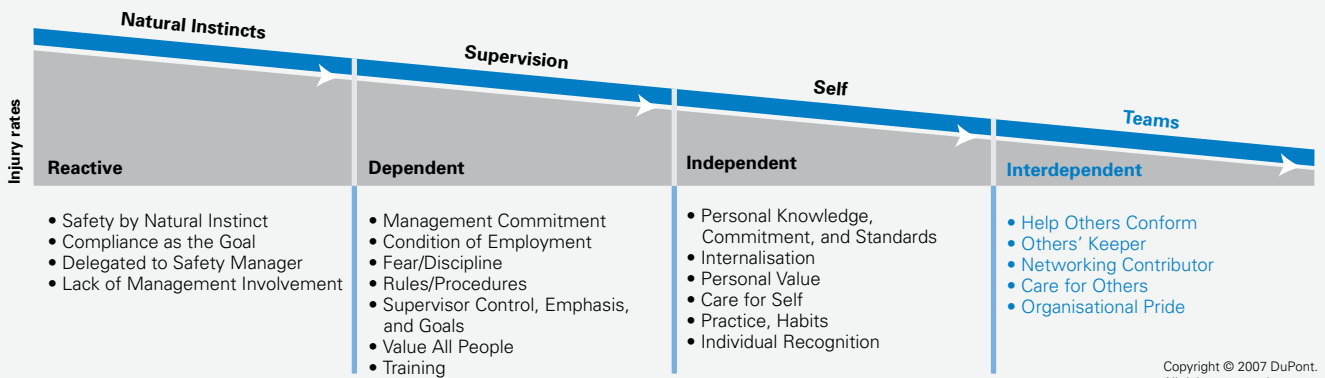 Natural Instincts
Supervision
Self
Teams
Injury rates
Reactive
Dependent
Independent
Interdependent
• Safety by Natural Instinct
• Compliance as the Goal
• Delegated to Safety Manager
• Lack of Management Involvement
• Management Commitment
• Condition of Employment
• Fear/Discipline
• Rules/Procedures
• Supervisor Control, Emphasis,
and Goals
• Value All People
• Training
• Personal Knowledge,
Commitment, and Standards
• Internalisation
• Personal Value
• Care for Self
• Practice, Habits
• Individual Recognition
• Help Others Conform
• Others' Keeper
• Networking Contributor
• Care for Others
• Organisational Pride
Copyright © 2007 DuPont.